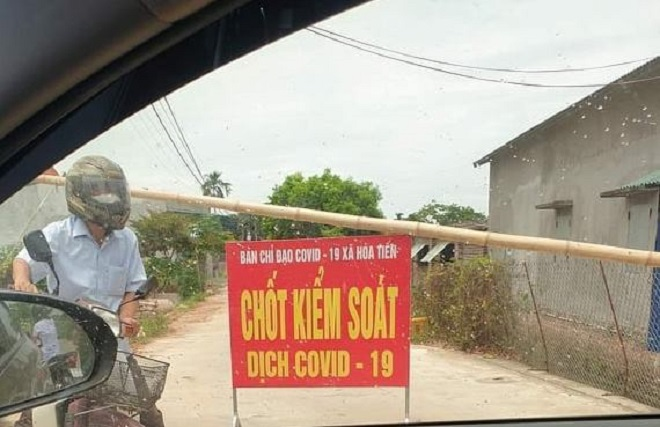 BAN CHỈ ĐẠO COVID - 19 XÃ HÒA TIẾN
CHỐT KIỂM SOÁT
DỊCH COVID - 19